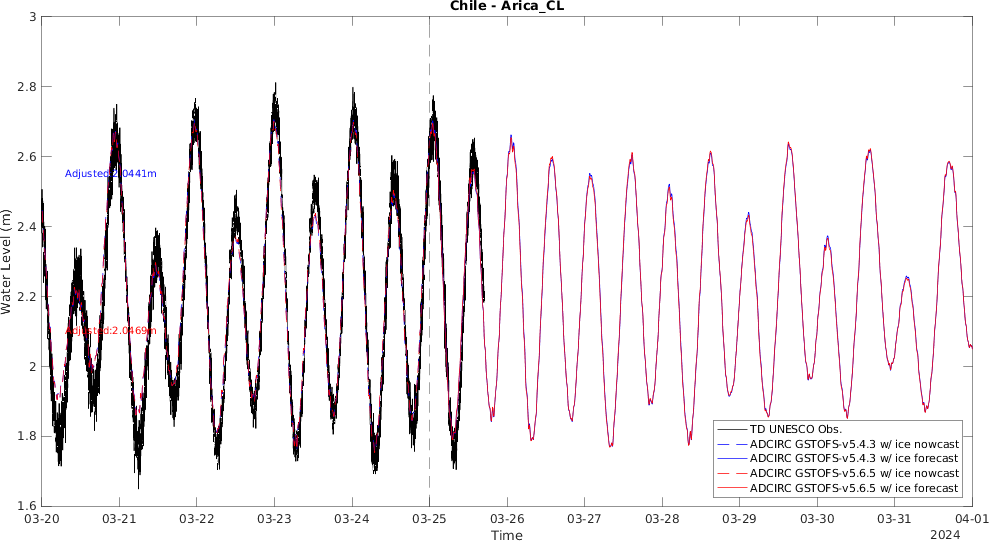 Chile - Arica_CL
3
2.8
2.6
2.4
2.2
2
1.8
1.6
Water Level (m)
Adjusted:2.0441m
Adjusted:2.0469m
TD UNESCO Obs.
ADCIRC GSTOFS-v5.4.3 w/ ice nowcast
ADCIRC GSTOFS-v5.4.3 w/ ice forecast
ADCIRC GSTOFS-v5.6.5 w/ ice nowcast
ADCIRC GSTOFS-v5.6.5 w/ ice forecast
03-20 03-21 03-22 03-23 03-24 03-25 03-26 03-27 03-28 03-29 03-30 03-31 04-01
Time
2024